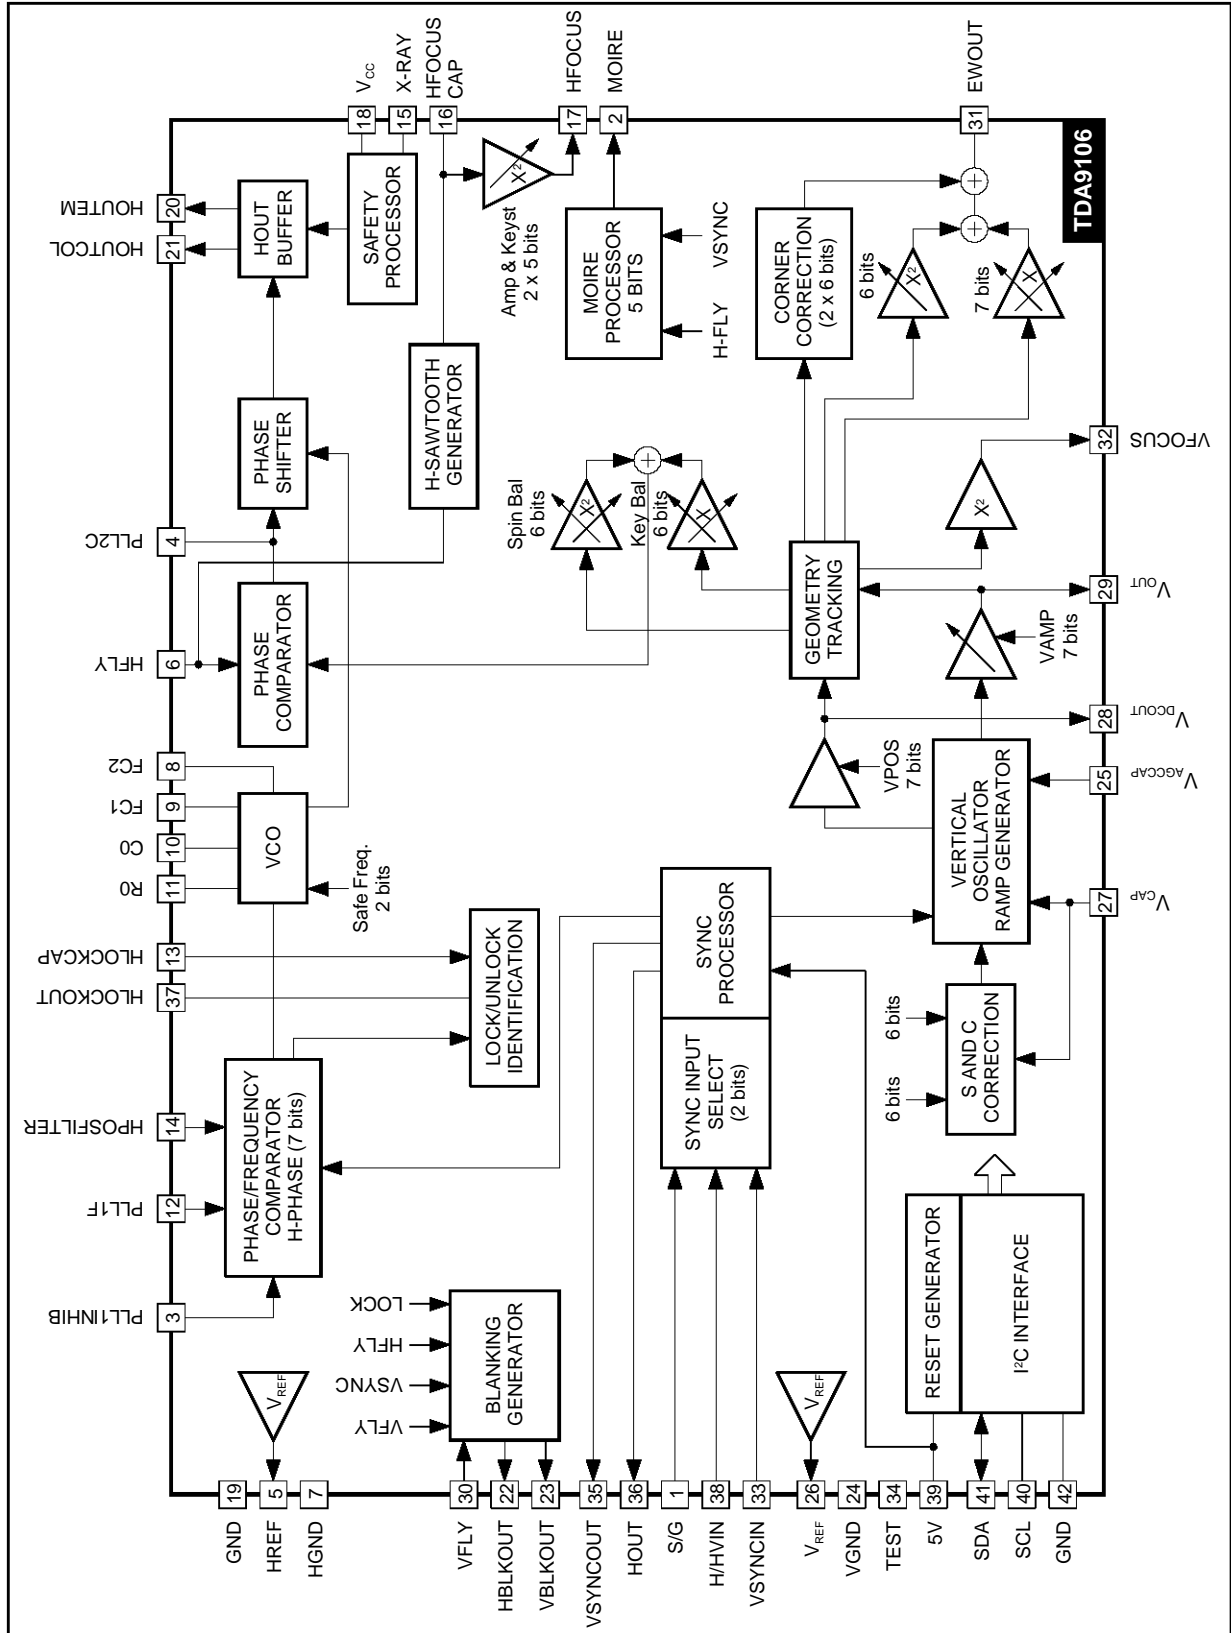 PLL1INHIB
3
PLL1F
12
HPOSFILTER
14
HLOCKOUT
37
HLOCKCAP
13
R0
11
C0
10
FC1
9
FC2
8
HFLY
6
PLL2C
4
HOUTCOL
21
HOUTEM
20
GND
19
HREF
5
HGND
7
VREF
PHASE/FREQUENCY
COMPARATOR
H-PHASE (7 bits)
VCO
Safe Freq.
2 bits
LOCK/UNLOCK
IDENTIFICATION
PHASE
COMPARATOR
PHASE
SHIFTER
HOUT
BUFFER
SAFETY
PROCESSOR
H-SAWTOOTH
GENERATOR
18
VCC
15
X-RAY
16
HFOCUS
CAP
17
HFOCUS
2
MOIRE
X²
Amp & Keyst
2 x 5 bits
MOIRE
PROCESSOR
5 BITS
H-FLY
VSYNC
VFLY
VSYNC
HFLY
LOCK
BLANKING
GENERATOR
VFLY
30
HBLKOUT
22
VBLKOUT
23
VSYNCOUT
35
HOUT
36
S/G
1
H/HVIN
38
VSYNCIN
33
SYNC INPUT
SELECT
(2 bits)
SYNC
PROCESSOR
Spin Bal
6 bits
X²
Key Bal
6 bits
X
+
GEOMETRY
TRACKING
CORNER
CORRECTION
(2 x 6 bits)
6 bits
X²
7 bits
X
+
+
31
EWOUT
VREF
26
VREF
VGND
24
TEST
34
5V
39
SDA
41
SCL
40
GND
42
RESET GENERATOR
I²C INTERFACE
S AND C
CORRECTION
6 bits
6 bits
VERTICAL
OSCILLATOR
RAMP GENERATOR
VPOS
7 bits
VAMP
7 bits
X²
27
VCAP
25
VAGCCAP
28
VDCOUT
29
VOUT
32
VFOCUS
TDA9106